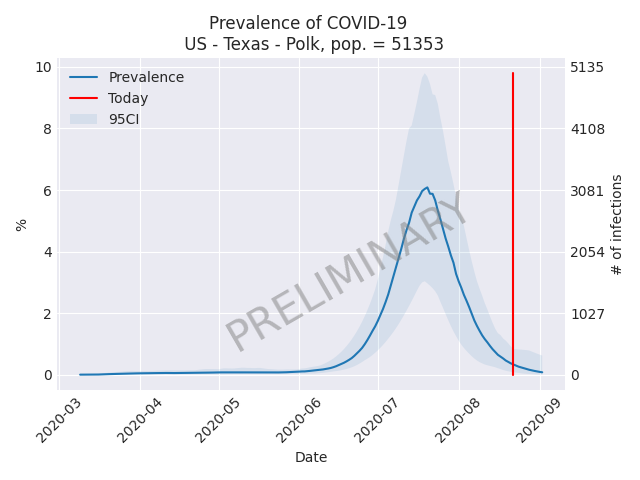 Prevalence of COVID-19
US - Texas - Polk, pop. = 51353
Prevalence
Today
95CI
PRELIMINARY
10
8
6
4
2
0
%
5135
4108
3081
2054
1027
0
# of infections
2020-03
2020-04
2020-05
2020-06
2020-07
2020-08
2020-09
Date